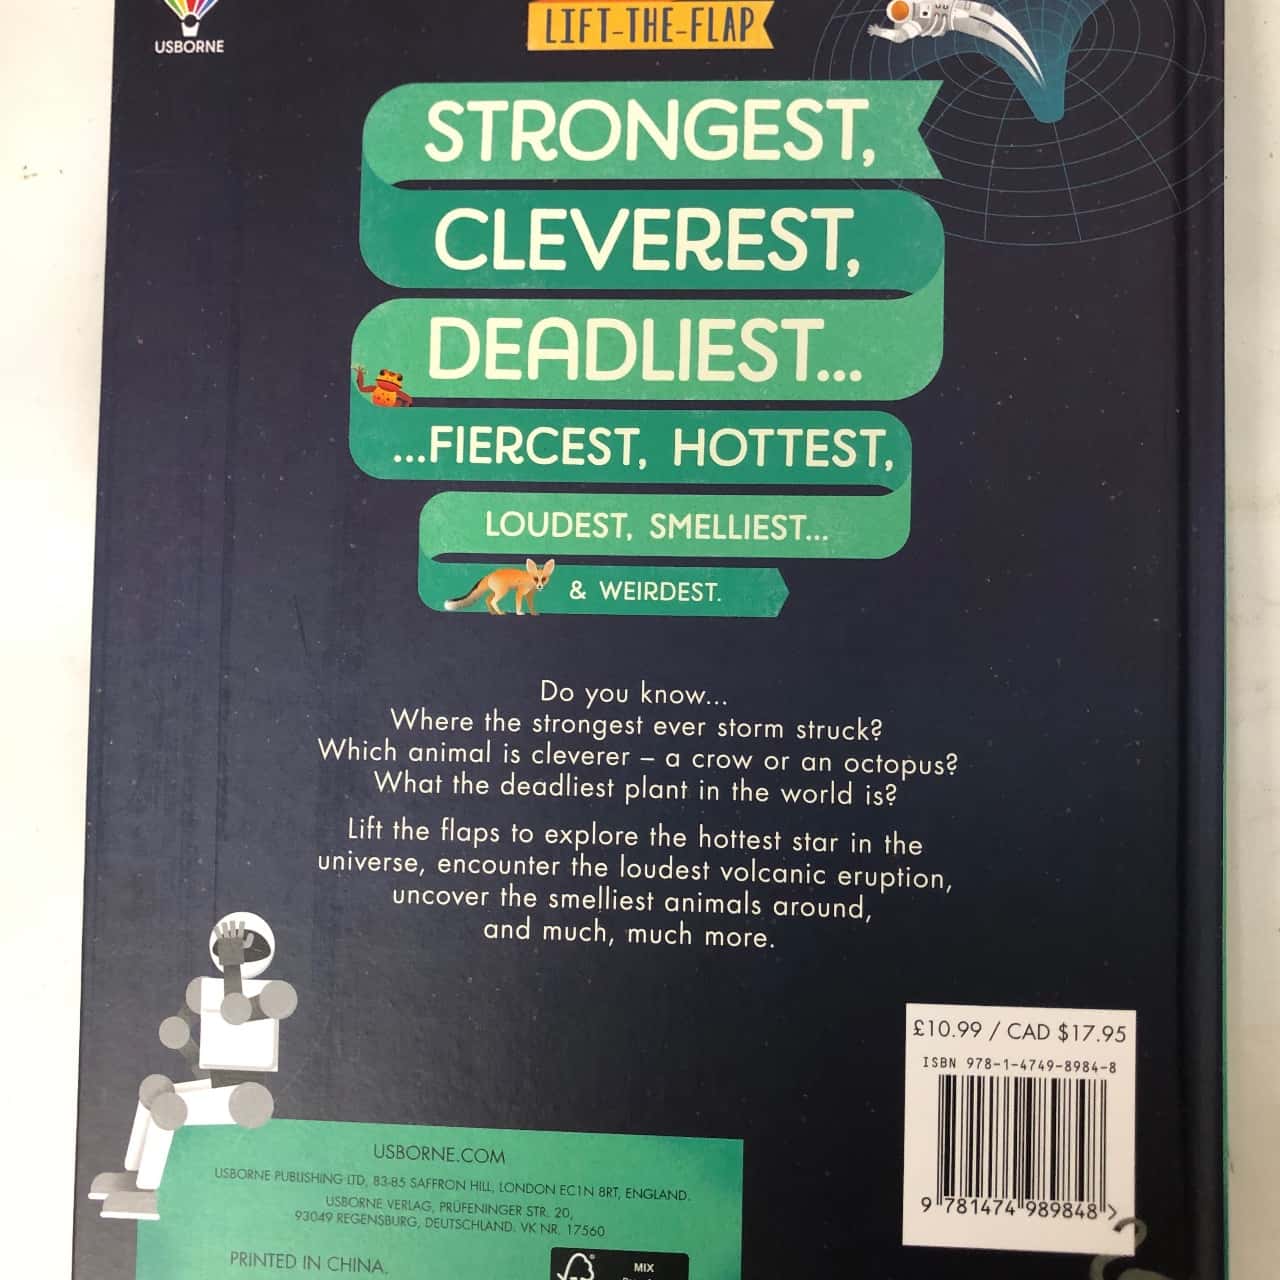 USBORNE
LIFT-THE-FLAP
STRONGEST,
CLEVEREST,
DEADLIEST...
...FIERCEST, HOTTEST,
LOUDEST, SMELLIEST...
& WEIRDEST.
Do you know...
Where the strongest ever storm struck?
Which animal is cleverer – a crow or an octopus?
What the deadliest plant in the world is?
Lift the flaps to explore the hottest star in the
universe, encounter the loudest volcanic eruption,
uncover the smelliest animals around,
and much, much more.
£10.99 / CAD $17.95
ISBN 978-1-4749-8984-8
9 781474 989848 >
USBORNE.COM
USBORNE PUBLISHING LTD, 83-85 SAFFRON HILL, LONDON EC1N 8RT, ENGLAND.
USBORNE VERLAG, PRÜFENINGER STR. 20,
93049 REGENSBURG, DEUTSCHLAND. VK NR. 17560
PRINTED IN CHINA.
MIX